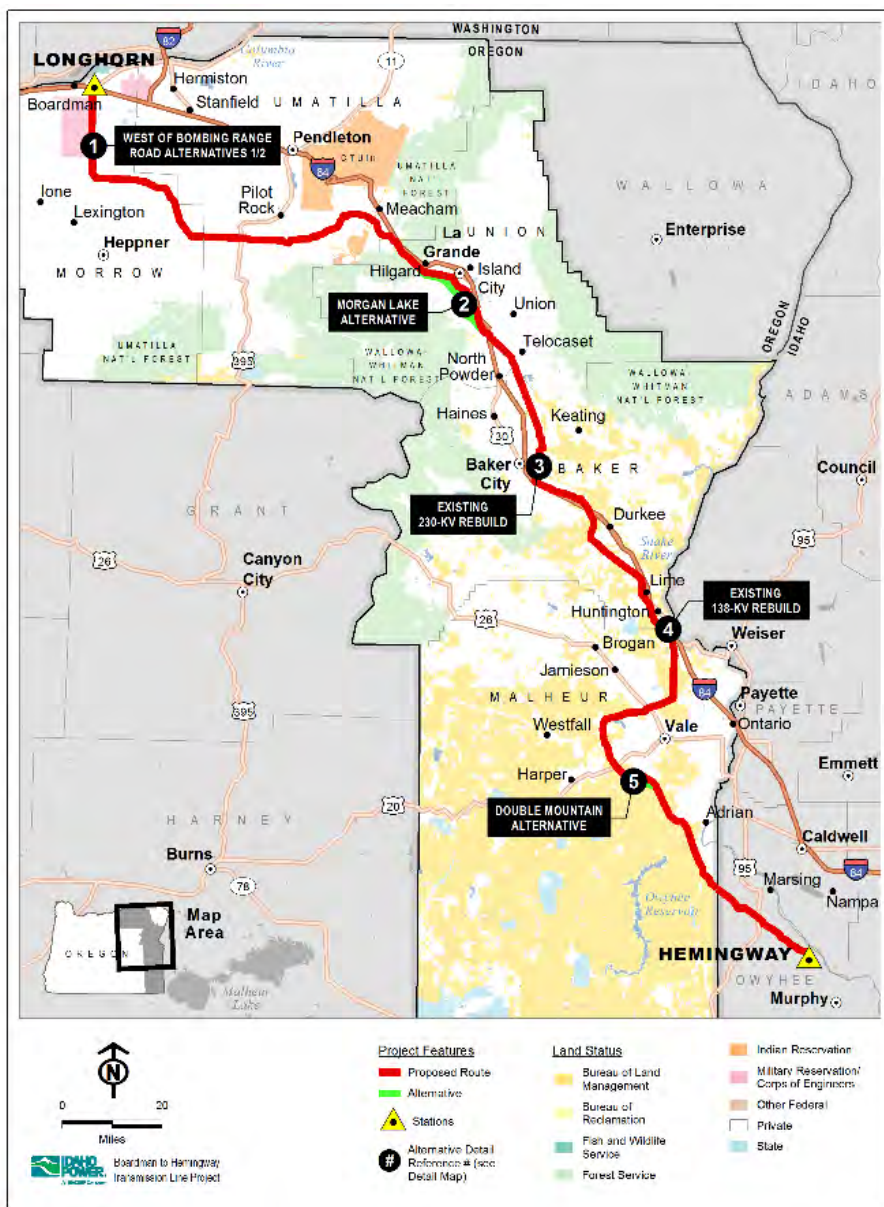 WASHINGTON
OREGON
82
Columbia
River
LONGHORN
11
IDAHO
Hermiston
Boardman
Stanfield
UMATILLA
1
WEST OF BOMBING RANGE
ROAD ALTERNATIVES 1/2
Pendleton
CTUIR
84
UMATILLA
NAT'L
FOREST
WALLOWA
Ione
Pilot
Rock
Meacham
Lexington
Heppner
La
Grande
UNION
Enterprise
MORROW
Hilgard
Island
City
MORGAN LAKE
ALTERNATIVE
2
Union
OREGON
IDAHO
UMATILLA
NAT'L FOREST
395
WALLOWA-
WHITMAN
NAT'L FOREST
Telocaset
North
Powder
WALLOWA
WHITMAN
NAT'L FOREST
ADAMS
Haines
30
Keating
Baker
City
3
BAKER
Council
EXISTING
230-KV REBUILD
GRANT
Durkee
Snake
River
95
26
Canyon
City
Lime
EXISTING
138-KV REBUILD
Huntington
4
26
Brogan
Weiser
Jamieson
MALHEUR
84
Payette
PAYETTE
395
Westfall
Vale
Ontario
Harper
5
Emmett
20
DOUBLE MOUNTAIN
ALTERNATIVE
Adrian
HARNEY
Caldwell
Burns
95
84
78
Marsing
Nampa
Owyhee
Reservoir
Map
Area
OREGON
HEMINGWAY
OWYHEE
Malheur
Lake
Murphy
N
0 20
Miles
IDAHO
POWER
An IDACORP Company
Boardman to Hemingway
Transmission Line Project
Project Features
Proposed Route
Alternative
Stations
#
Alternative Detail
Reference # (see
Detail Map)
Land Status
Bureau of Land
Management
Bureau of
Reclamation
Fish and Wildlife
Service
Forest Service
Indian Reservation
Military Reservation/
Corps of Engineers
Other Federal
Private
State